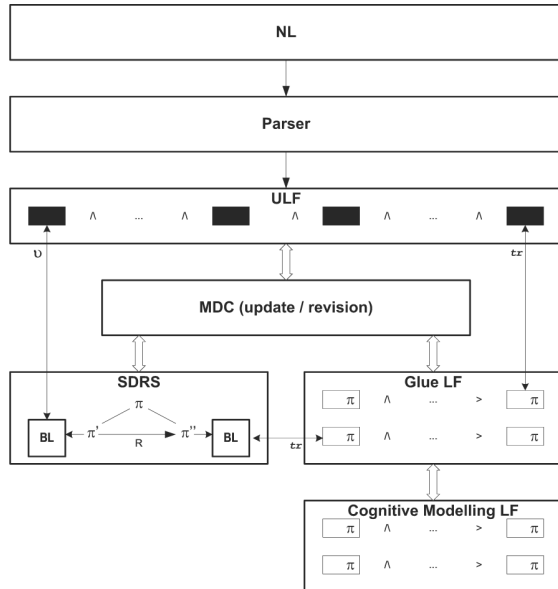 NL
Parser
ULF
Λ ... Λ Λ Λ ... Λ
υ
tr
MDC (update / revision)
SDRS
π
BL π' R π'' BL
tr
Glue LF
π Λ ... > π
π Λ ... > π
Cognitive Modelling LF
π Λ ... > π
π Λ ... > π